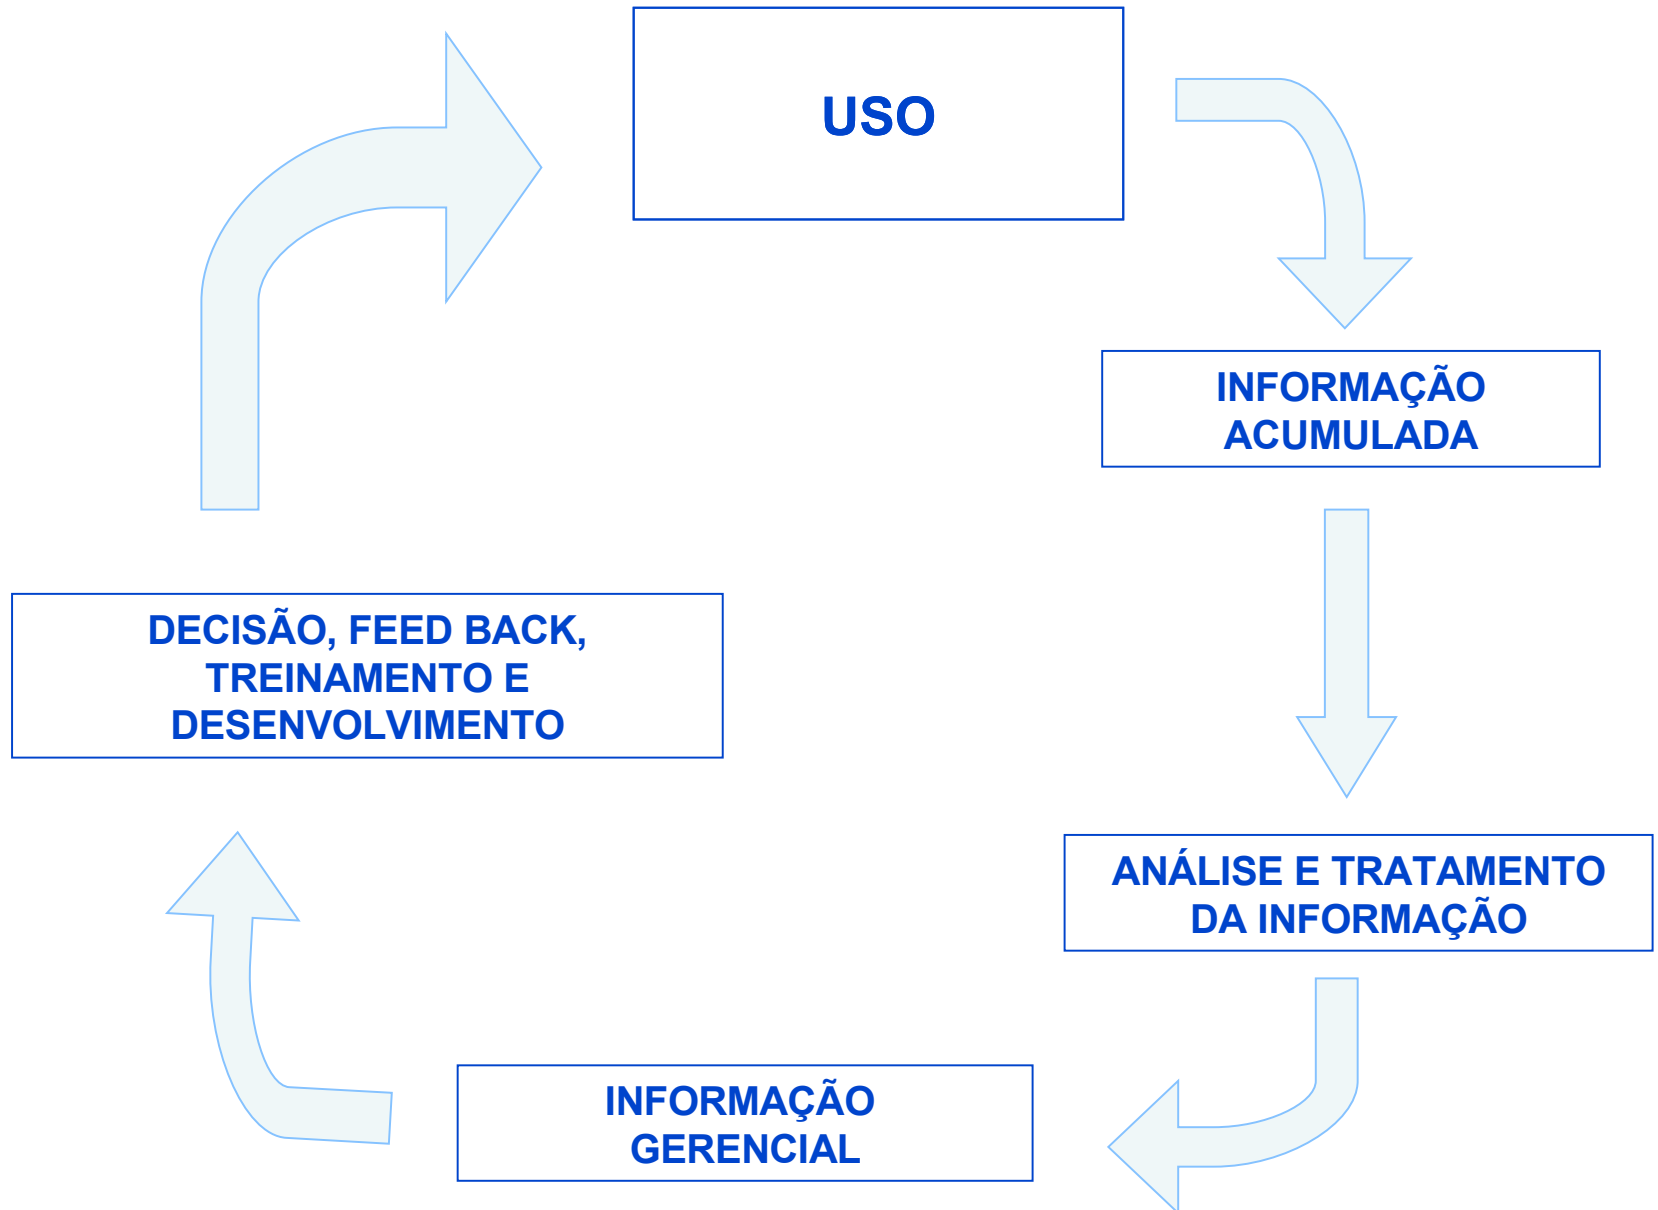 USO
INFORMAÇÃO
ACUMULADA
ANÁLISE E TRATAMENTO
DA INFORMAÇÃO
INFORMAÇÃO
GERENCIAL
DECISÃO, FEED BACK,
TREINAMENTO E
DESENVOLVIMENTO